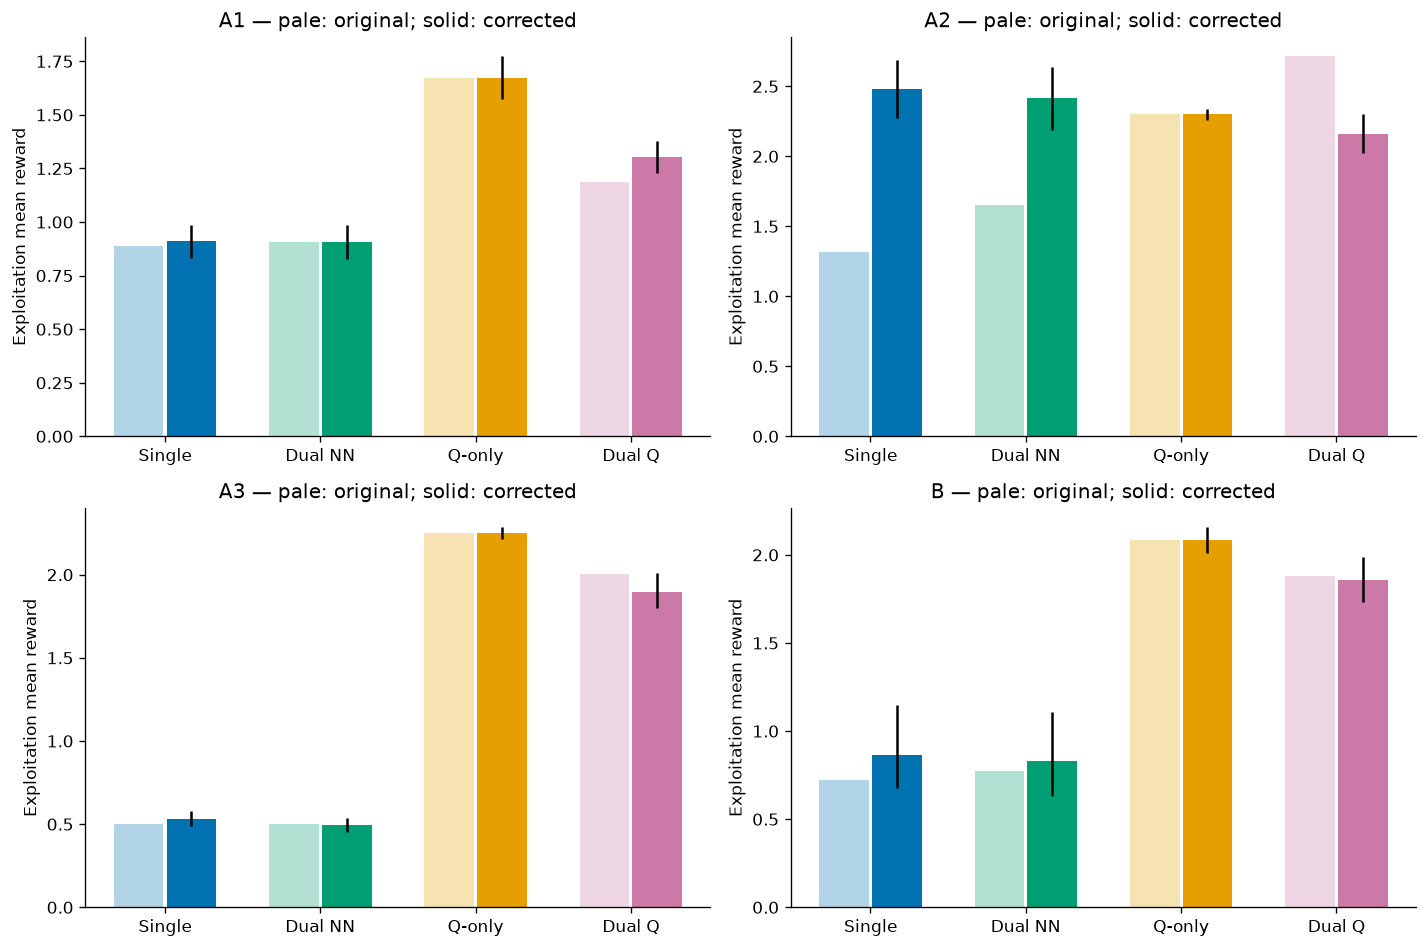 A1 — pale: original; solid: corrected
Exploitation mean reward
1.75
1.50
1.25
1.00
0.75
0.50
0.25
0.00
Single
Dual NN
Q-only
Dual Q
A2 — pale: original; solid: corrected
Exploitation mean reward
2.5
2.0
1.5
1.0
0.5
0.0
Single
Dual NN
Q-only
Dual Q
A3 — pale: original; solid: corrected
Exploitation mean reward
2.0
1.5
1.0
0.5
0.0
Single
Dual NN
Q-only
Dual Q
B — pale: original; solid: corrected
Exploitation mean reward
2.0
1.5
1.0
0.5
0.0
Single
Dual NN
Q-only
Dual Q